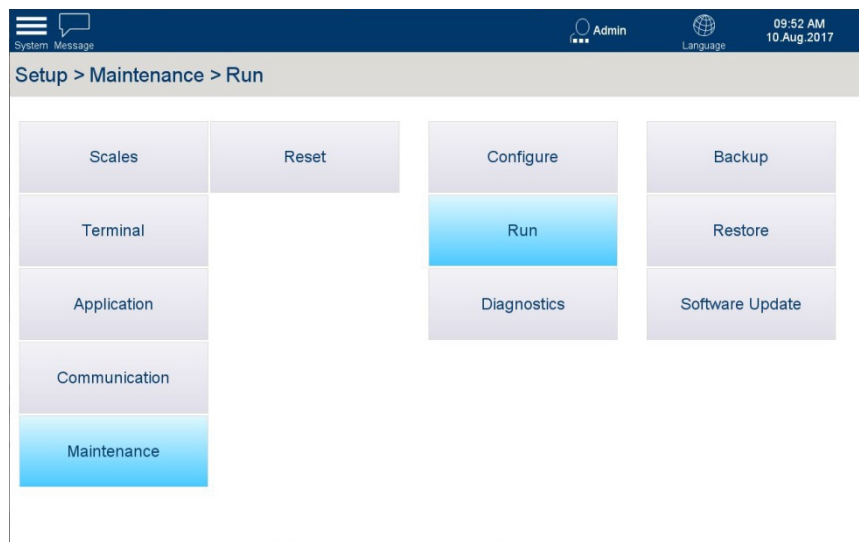 System Message Admin Language 09:52 AM
10.Aug.2017
Setup > Maintenance > Run
Scales Reset Configure Backup
Terminal Run Restore
Application Diagnostics Software Update
Communication
Maintenance